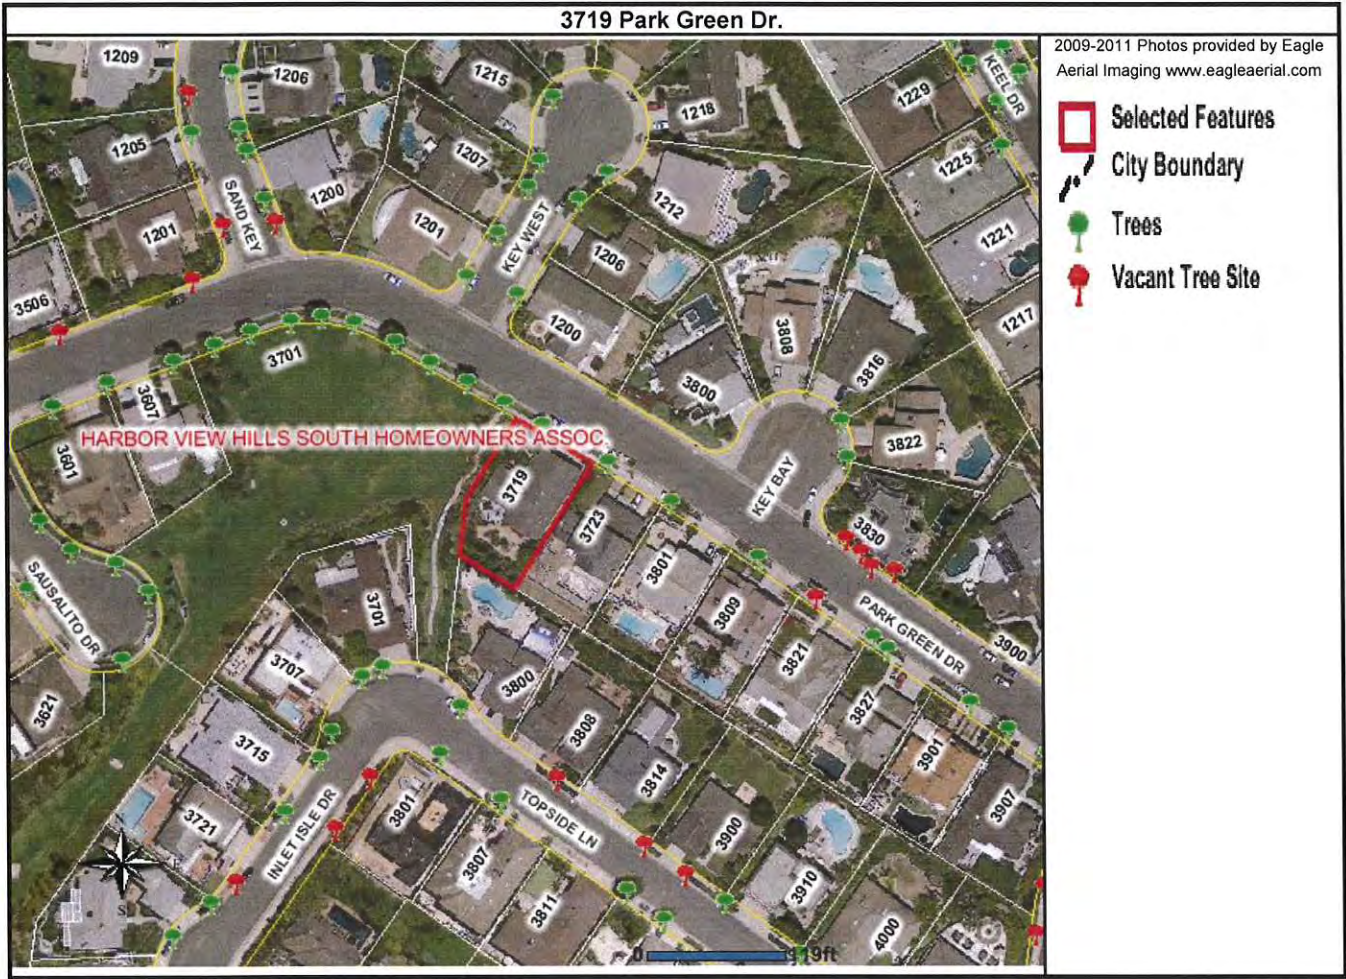 3719 Park Green Dr.
2009-2011 Photos provided by Eagle
Aerial Imaging www.eagleaerial.com
Selected Features
City Boundary
Trees
Vacant Tree Site
1209
1206
1215
1218
1229
KEEL DR
1205
1207
1225
1200
SAND KEY
1201
1201
KEY WEST
1212
1221
1206
3506
1200
1217
3808
3701
3816
3800
3607
HARBOR VIEW HILLS SOUTH HOMEOWNERS ASSOC.
3822
3601
3719
KEY BAY
3723
3830
3801
SAUSALITO DR
3701
3809
PARK GREEN DR
3900
3821
3707
3800
3621
3827
3808
3715
3901
3814
3907
INLET ISLE DR
3801
TOPSIDE LN
3721
3900
3807
3910
3811
4000
S
0
119ft